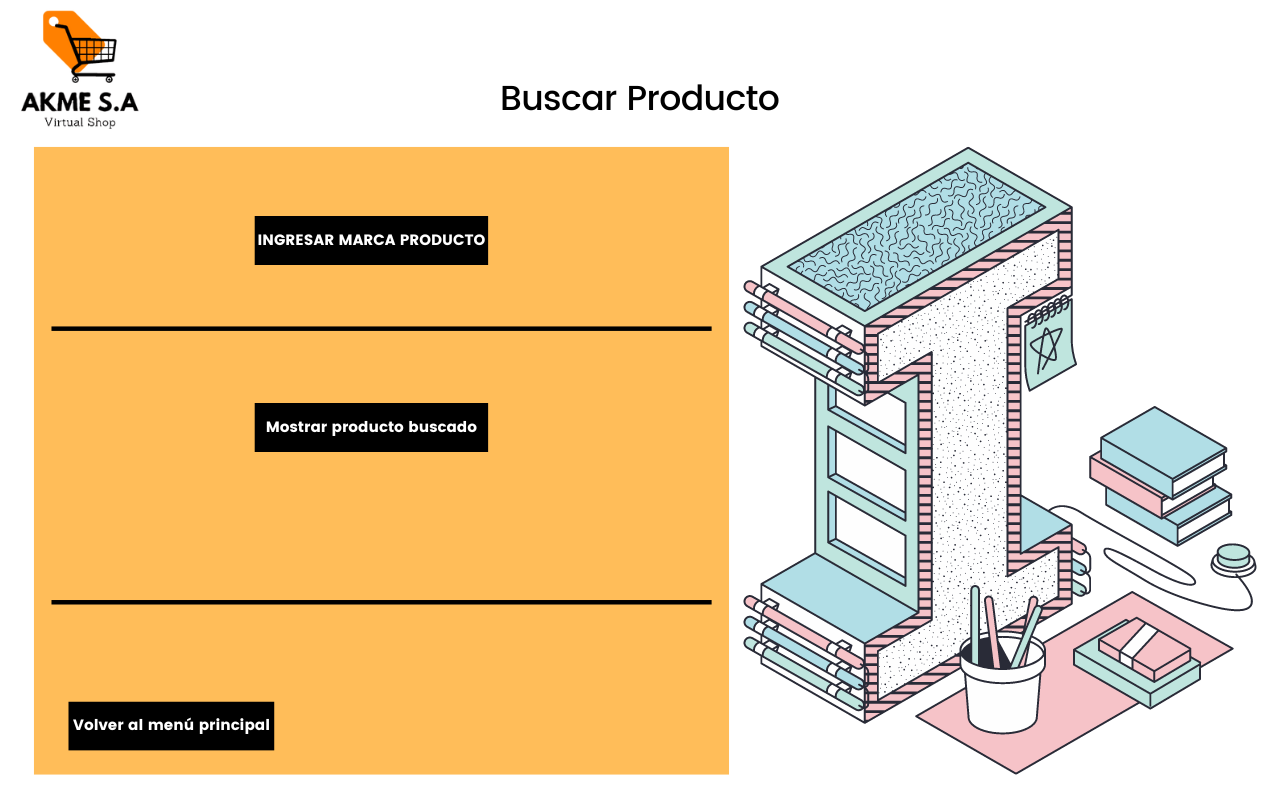 AKME S.A
Virtual Shop
Buscar Producto
INGRESAR MARCA PRODUCTO
Mostrar producto buscado
Volver al menú principal